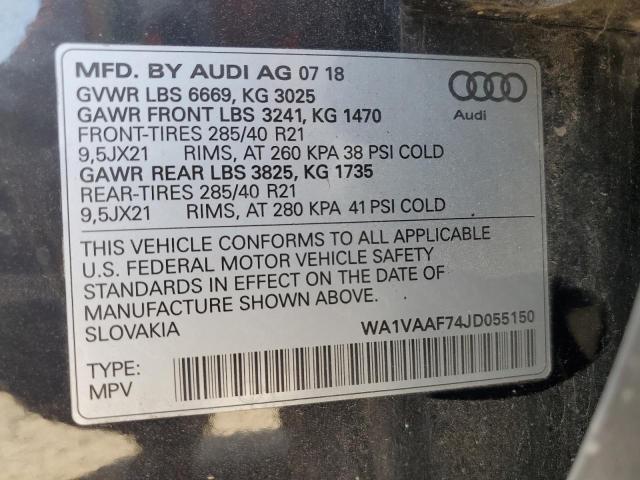 MFD. BY AUDI AG 07 18
GVWR LBS 6669, KG 3025
GAWR FRONT LBS 3241, KG 1470
FRONT-TIRES 285/40 R21
9,5JX21 RIMS, AT 260 KPA 38 PSI COLD
GAWR REAR LBS 3825, KG 1735
REAR-TIRES 285/40 R21
9,5JX21 RIMS, AT 280 KPA 41 PSI COLD
Audi
THIS VEHICLE CONFORMS TO ALL APPLICABLE
U.S. FEDERAL MOTOR VEHICLE SAFETY
STANDARDS IN EFFECT ON THE DATE OF
MANUFACTURE SHOWN ABOVE.
SLOVAKIA WA1VAAF74JD055150
TYPE:
MPV